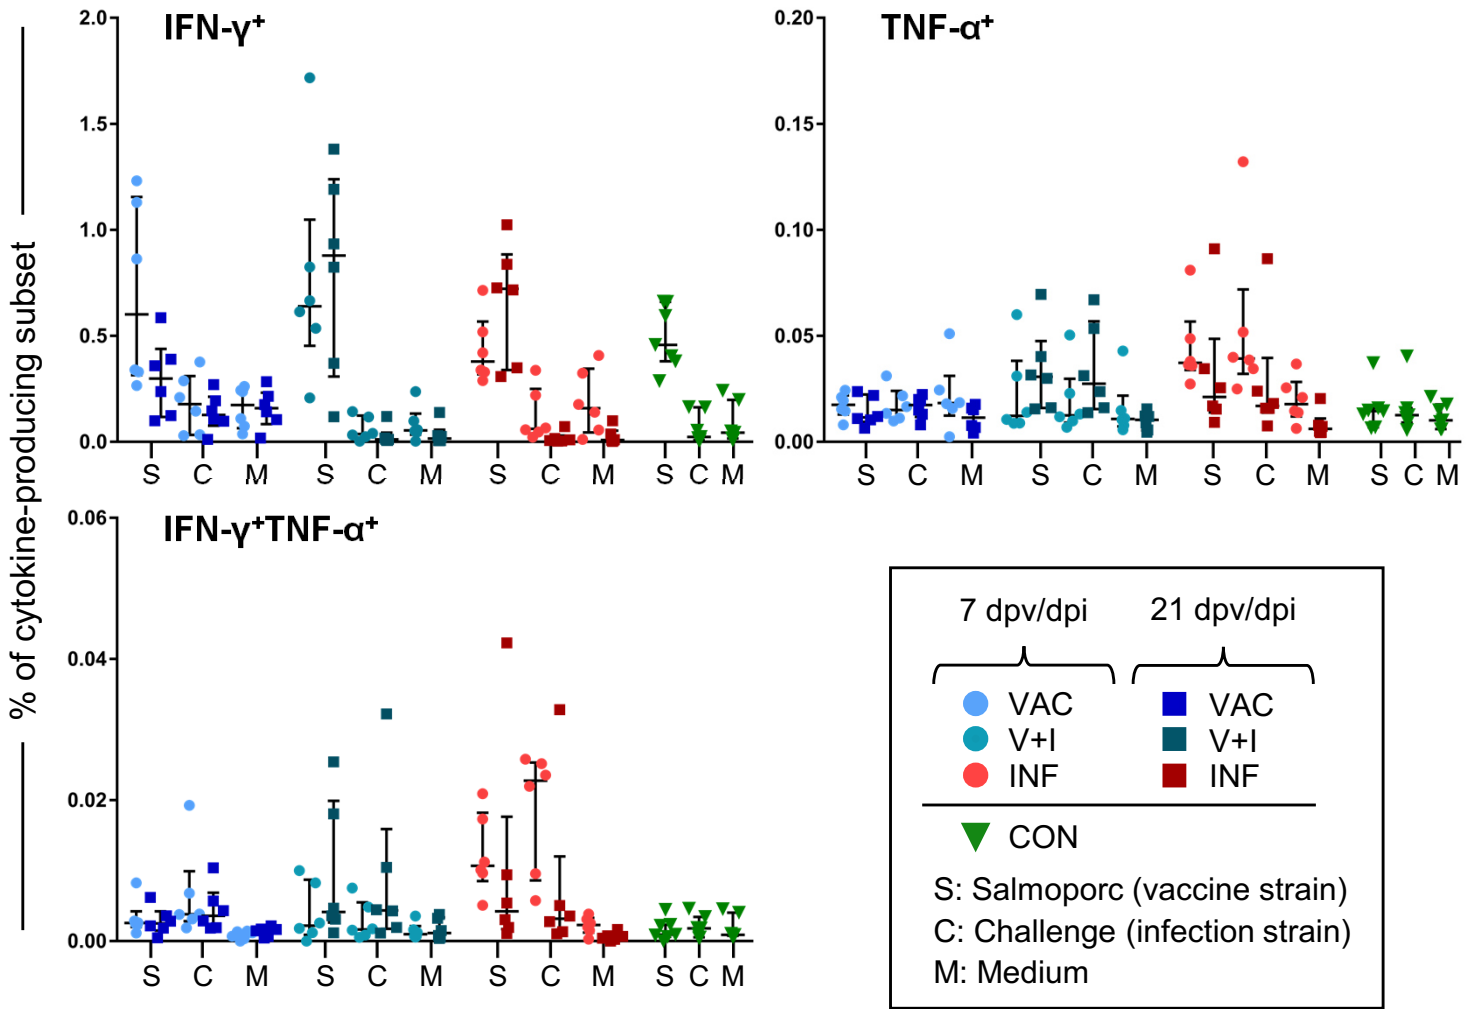 IFN-γ⁺
2.0
1.5
1.0
0.5
0.0
S C M S C M S C M S C M
TNF-α⁺
0.20
0.15
0.10
0.05
0.00
S C M S C M S C M S C M
% of cytokine-producing subset
IFN-γ⁺TNF-α⁺
0.06
0.04
0.02
0.00
S C M S C M S C M S C M
7 dpv/dpi 21 dpv/dpi
VAC VAC
V+I V+I
INF INF
CON
S: Salmoporc (vaccine strain)
C: Challenge (infection strain)
M: Medium